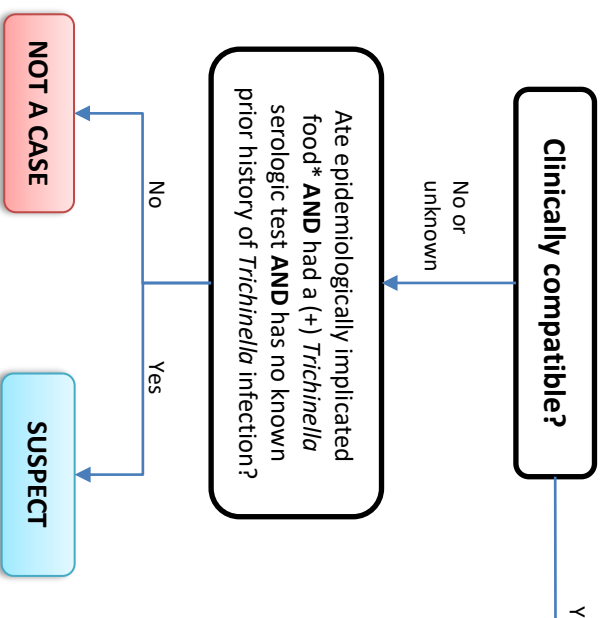 Clinically compatible?
No or
unknown
Y
Ate epidemiologically implicated
food* AND had a (+) Trichinella
serologic test AND has no known
prior history of Trichinella infection?
No
Yes
NOT A CASE
SUSPECT